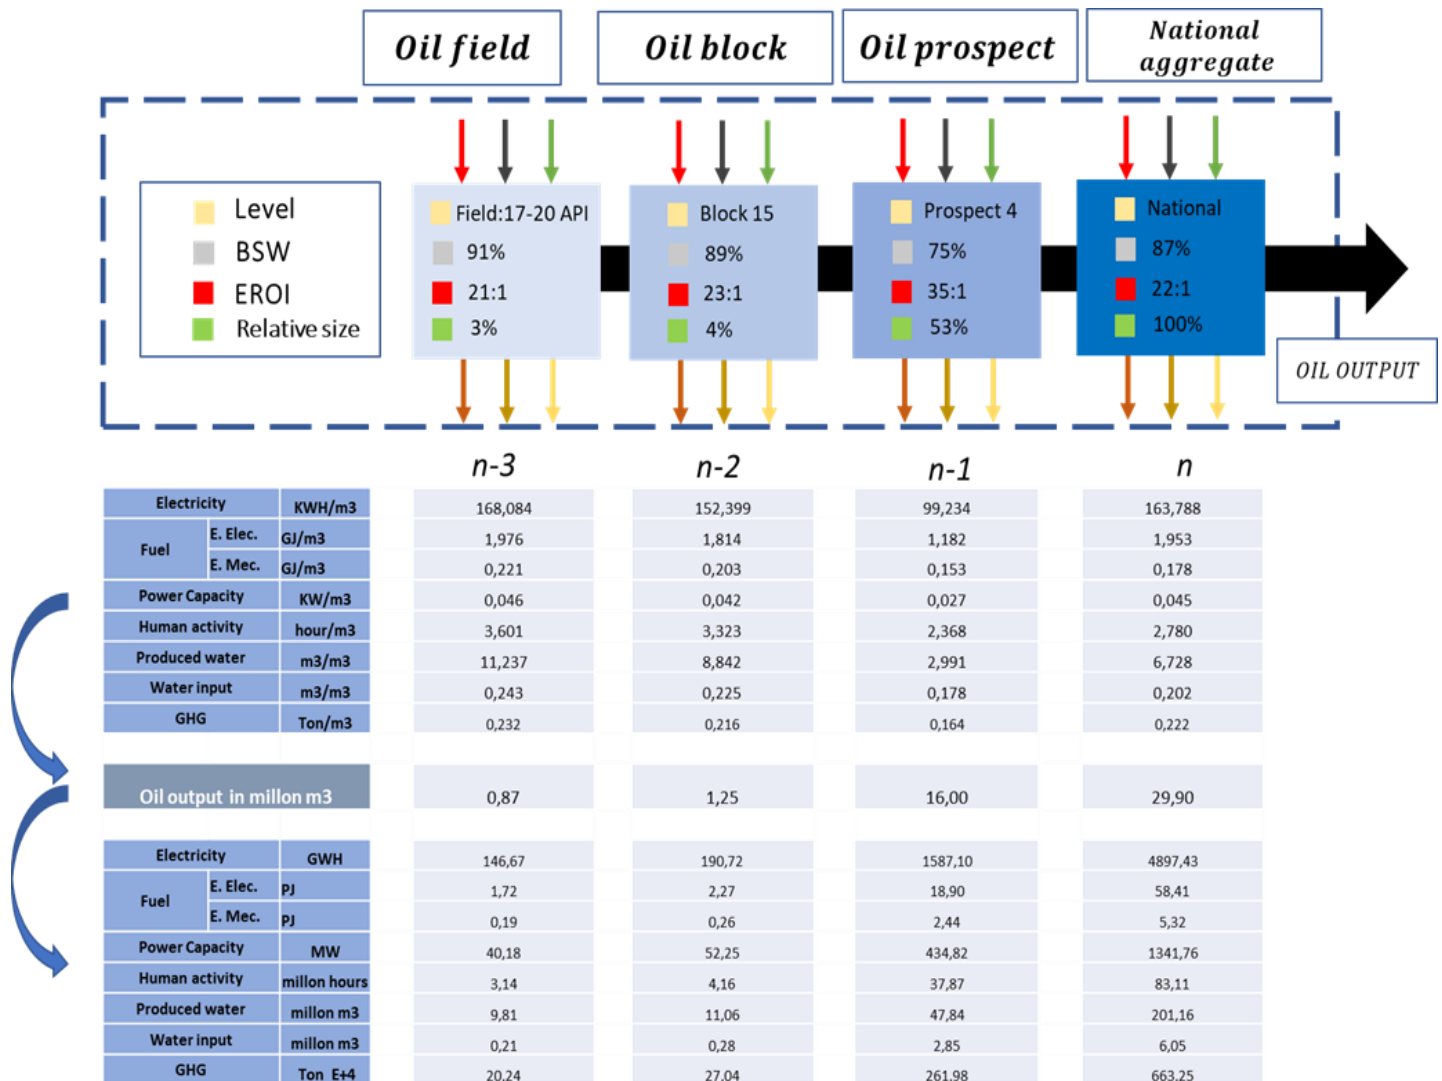 Oil field
Oil block
Oil prospect
National
aggregate
Level
BSW
EROI
Relative size
Field:17-20 API
91%
21:1
3%
Block 15
89%
23:1
4%
Prospect 4
75%
35:1
53%
National
87%
22:1
100%
OIL OUTPUT
n-3 n-2 n-1 n
Electricity KWH/m3 168,084 152,399 99,234 163,788
Fuel
E. Elec. GJ/m3 1,976 1,814 1,182 1,953
E. Mec. GJ/m3 0,221 0,203 0,153 0,178
Power Capacity KW/m3 0,046 0,042 0,027 0,045
Human activity hour/m3 3,601 3,323 2,368 2,780
Produced water m3/m3 11,237 8,842 2,991 6,728
Water input m3/m3 0,243 0,225 0,178 0,202
GHG Ton/m3 0,232 0,216 0,164 0,222
Oil output in millon m3 0,87 1,25 16,00 29,90
Electricity GWH 146,67 190,72 1587,10 4897,43
Fuel
E. Elec. PJ 1,72 2,27 18,90 58,41
E. Mec. PJ 0,19 0,26 2,44 5,32
Power Capacity MW 40,18 52,25 434,82 1341,76
Human activity millon hours 3,14 4,16 37,87 83,11
Produced water millon m3 9,81 11,06 47,84 201,16
Water input millon m3 0,21 0,28 2,85 6,05
GHG Ton E+4 20,24 27,04 261,98 663,25